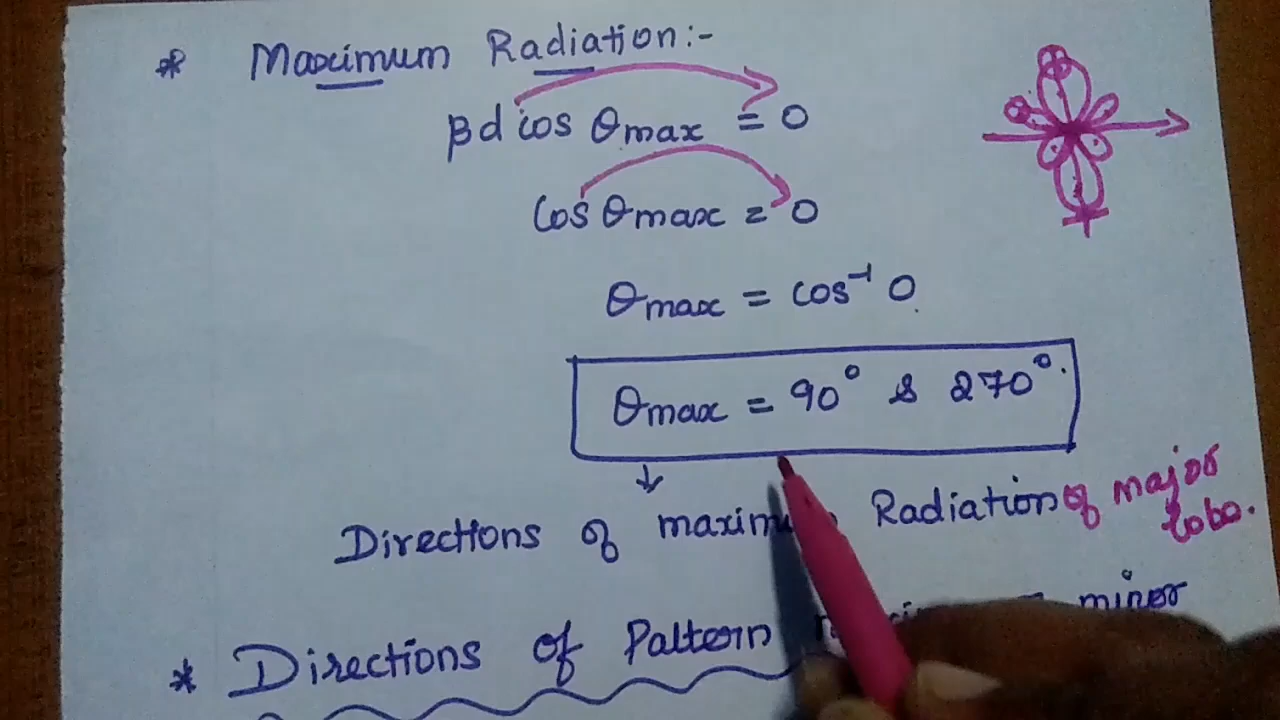 * Maximum Radiation:-
βd cos θmax = 0
Cos θmax = 0
θmax = cos⁻¹ 0
θmax = 90° & 270°.
↓
Directions of Radiation of major lobe.
* Directions of Pattern minor